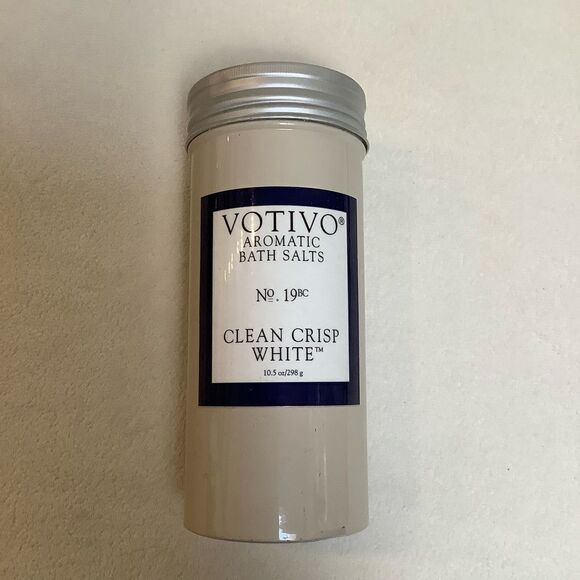 VOTIVO®
AROMATIC
BATH SALTS
Nº. 19BC
CLEAN CRISP
WHITE™
10.5 oz/298 g